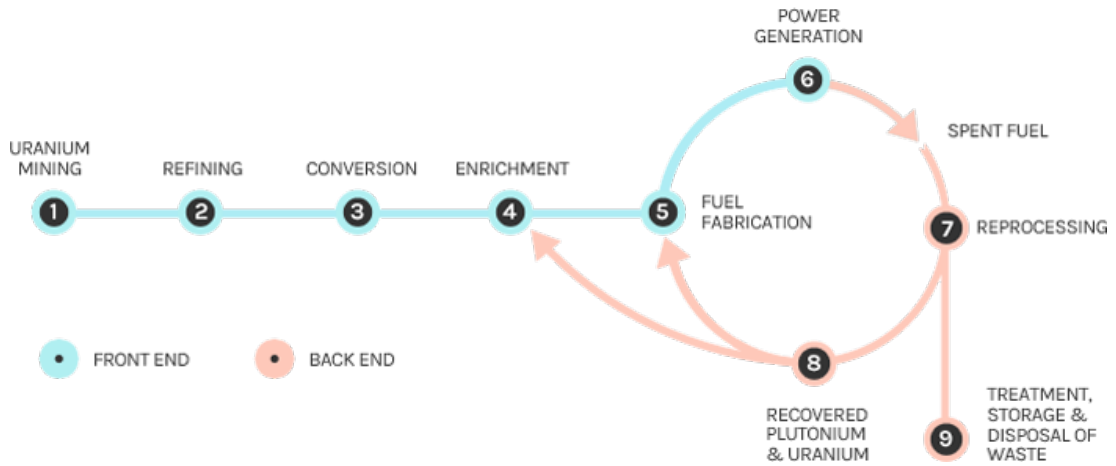 POWER
GENERATION
6
SPENT FUEL
URANIUM
MINING
REFINING
CONVERSION
ENRICHMENT
1
2
3
4
5
FUEL
FABRICATION
7
REPROCESSING
FRONT END
BACK END
8
RECOVERED
PLUTONIUM
& URANIUM
9
TREATMENT,
STORAGE &
DISPOSAL OF
WASTE